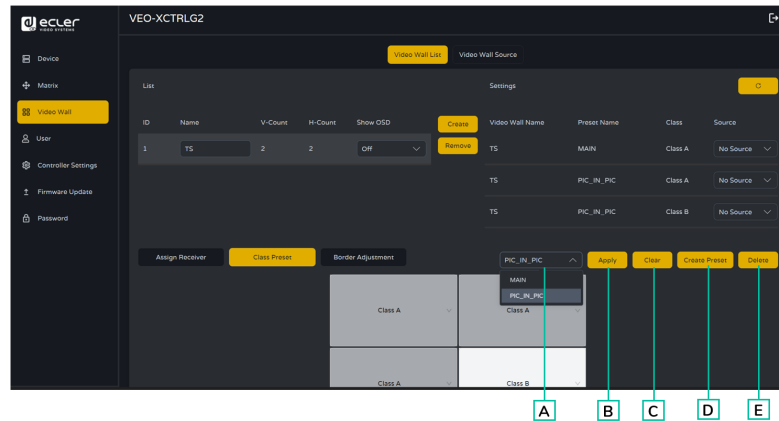 ecler
VIDEO SYSTEMS
VEO-XCTRLG2
Device
Matrix
Video Wall
User
Controller Settings
Firmware Update
Password
Video Wall List
Video Wall Source
List
Settings
ID Name V-Count H-Count Show OSD
Create
Remove
1 TS 2 2 Off
Video Wall Name Preset Name Class Source
TS MAIN Class A No Source
TS PIC_IN_PIC Class A No Source
TS PIC_IN_PIC Class B No Source
Assign Receiver Class Preset Border Adjustment
PIC_IN_PIC Apply Clear Create Preset Delete
MAIN
PIC_IN_PIC
Class A Class A
Class A Class B
A B C D E